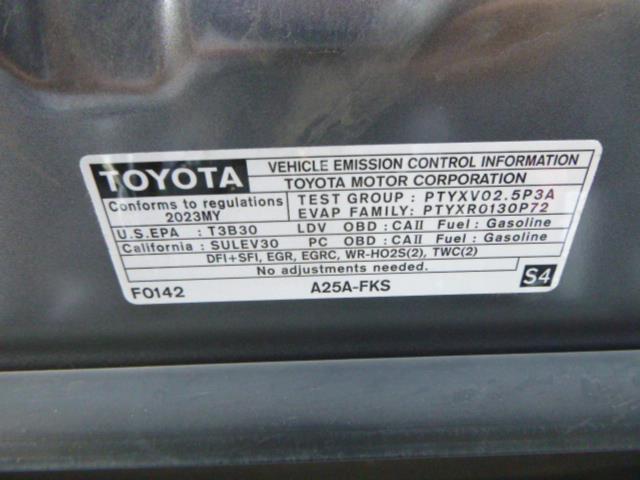 TOYOTA
VEHICLE EMISSION CONTROL INFORMATION
TOYOTA MOTOR CORPORATION
Conforms to regulations
2023MY
TEST GROUP : PTYXV02.5P3A
EVAP FAMILY: PTYXR0130P72
U.S.EPA : T3B30 LDV OBD : CAII Fuel : Gasoline
California : SULEV30 PC OBD : CAII Fuel : Gasoline
DFI+SFI, EGR, EGRC, WR-HO2S(2), TWC(2)
No adjustments needed.
F0142 A25A-FKS S4